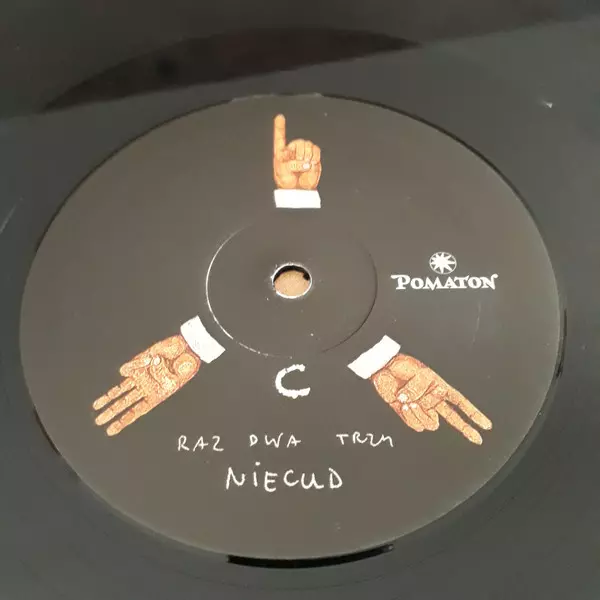 POMATON
C
RAZ DWA TRZY
NIECUD